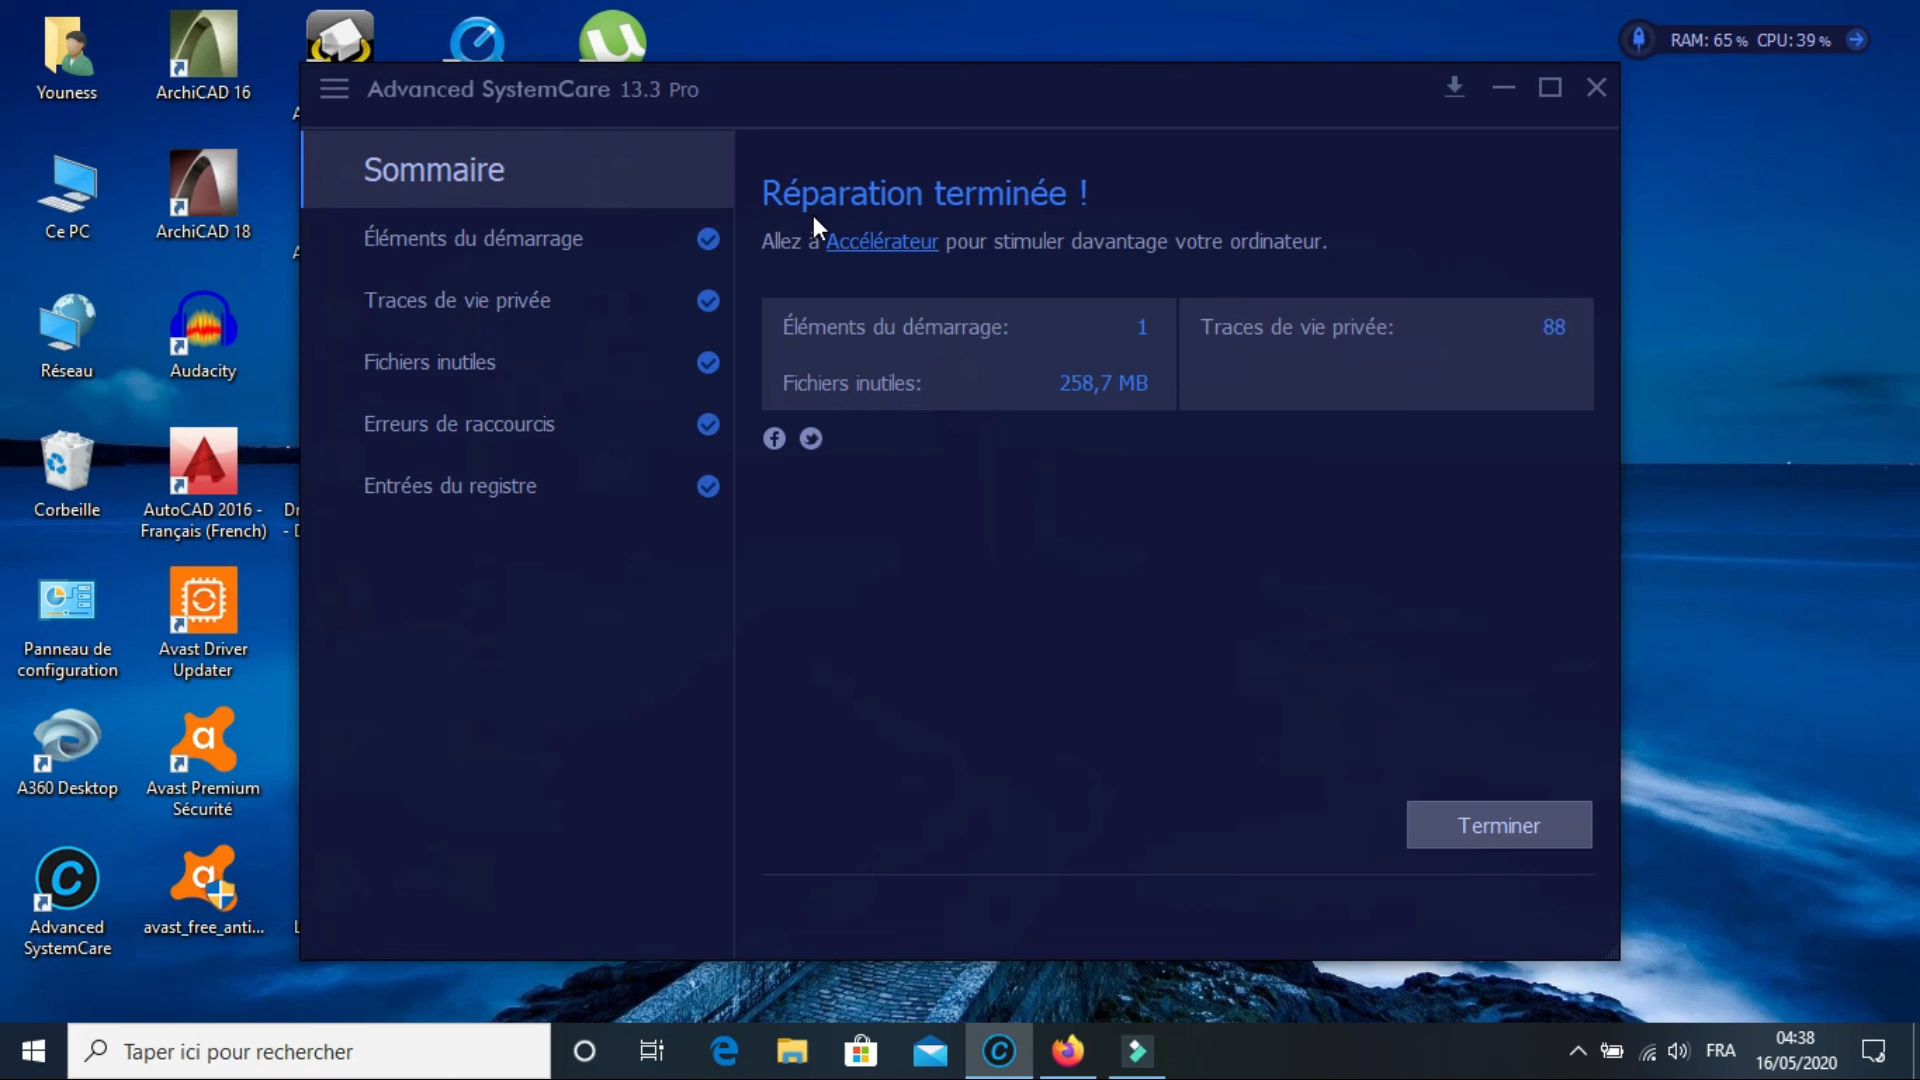 RAM: 65 % CPU: 39 %
Advanced SystemCare 13.3 Pro
Sommaire
Éléments du démarrage
Traces de vie privée
Fichiers inutiles
Erreurs de raccourcis
Entrées du registre
Réparation terminée !
Allez à Accélérateur pour stimuler davantage votre ordinateur.
Éléments du démarrage: 1
Fichiers inutiles: 258,7 MB
Traces de vie privée: 88
Terminer
Youness
ArchiCAD 16
Ce PC
ArchiCAD 18
Réseau
Audacity
Corbeille
AutoCAD 2016 -
Français (French)
Panneau de
configuration
Avast Driver
Updater
A360 Desktop
Avast Premium
Sécurité
Advanced
SystemCare
avast_free_anti...
Taper ici pour rechercher
FRA
04:38
16/05/2020